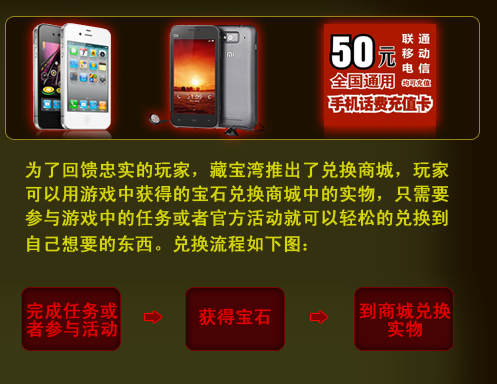 50元
联通
移动
电信
均可充值
全国通用
手机话费充值卡
为了回馈忠实的玩家，藏宝湾推出了兑换商城，玩家
可以用游戏中获得的宝石兑换商城中的实物，只需要
参与游戏中的任务或者官方活动就可以轻松的兑换到
自己想要的东西。兑换流程如下图：
完成任务或
者参与活动
获得宝石
到商城兑换
实物